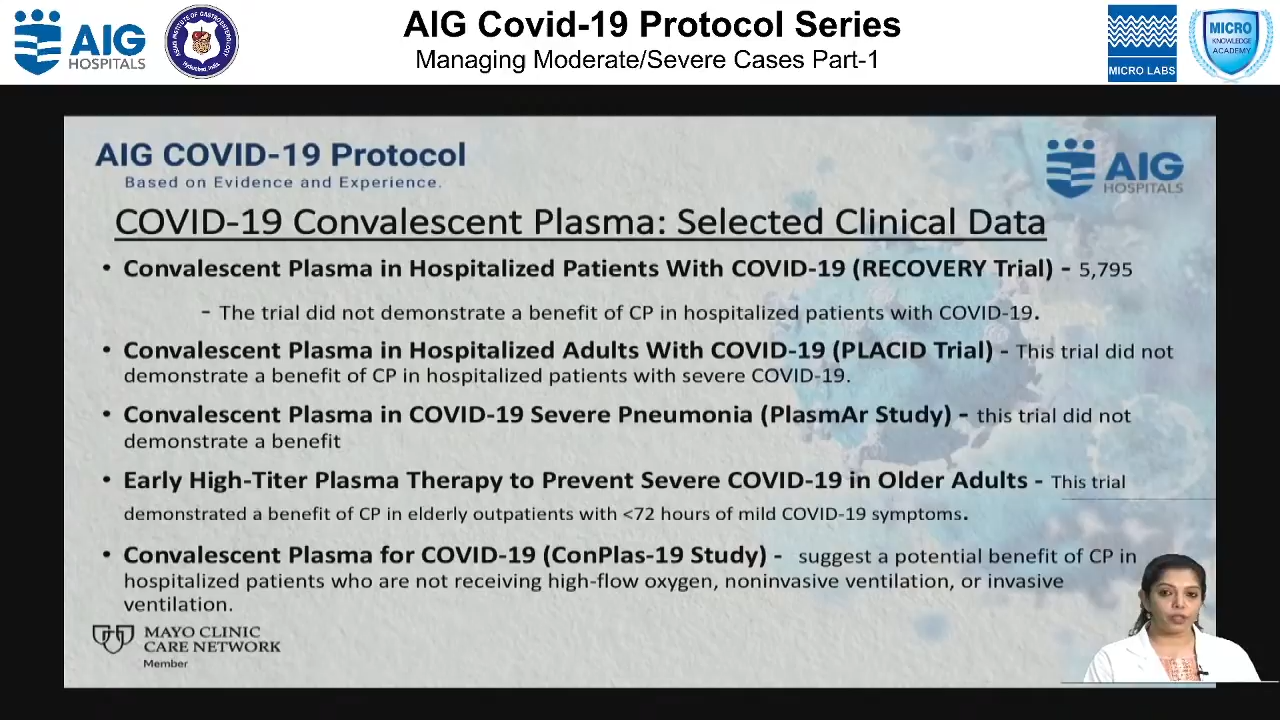 AIG
HOSPITALS
ASIAN INSTITUTE OF GASTROENTEROLOGY
Hyderabad, India
AIG Covid-19 Protocol Series
Managing Moderate/Severe Cases Part-1
MICRO LABS
MICRO
KNOWLEDGE
ACADEMY
AIG COVID-19 Protocol
Based on Evidence and Experience.
AIG
HOSPITALS
COVID-19 Convalescent Plasma: Selected Clinical Data
• Convalescent Plasma in Hospitalized Patients With COVID-19 (RECOVERY Trial) - 5,795
- The trial did not demonstrate a benefit of CP in hospitalized patients with COVID-19.
• Convalescent Plasma in Hospitalized Adults With COVID-19 (PLACID Trial) - This trial did not
demonstrate a benefit of CP in hospitalized patients with severe COVID-19.
• Convalescent Plasma in COVID-19 Severe Pneumonia (PlasmAr Study) - this trial did not
demonstrate a benefit
• Early High-Titer Plasma Therapy to Prevent Severe COVID-19 in Older Adults - This trial
demonstrated a benefit of CP in elderly outpatients with <72 hours of mild COVID-19 symptoms.
• Convalescent Plasma for COVID-19 (ConPlas-19 Study) - suggest a potential benefit of CP in
hospitalized patients who are not receiving high-flow oxygen, noninvasive ventilation, or invasive
ventilation.
MAYO CLINIC
CARE NETWORK
Member